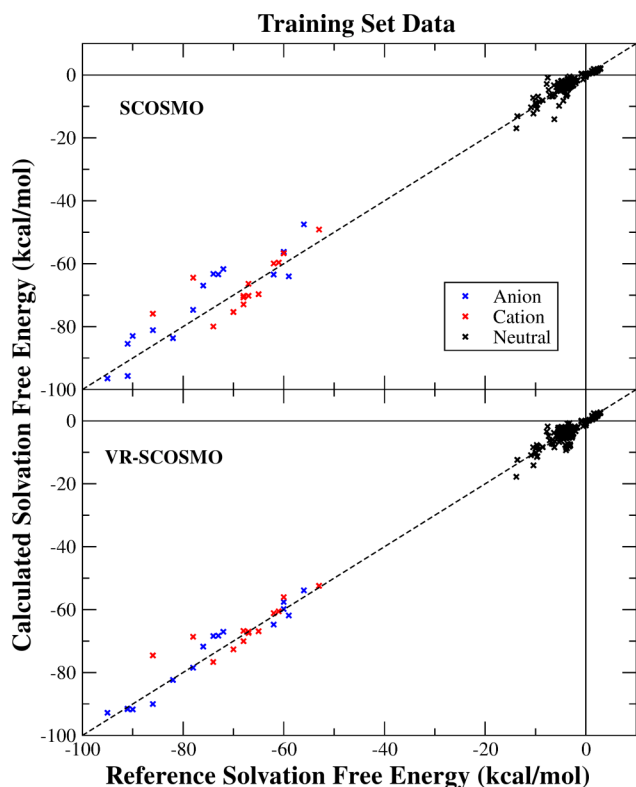 Training Set Data
Calculated Solvation Free Energy (kcal/mol)
0
SCOSMO
-20
-40
-60
-80
-100
Anion
Cation
Neutral
0
VR-SCOSMO
-20
-40
-60
-80
-100
-100 -80 -60 -40 -20 0
Reference Solvation Free Energy (kcal/mol)